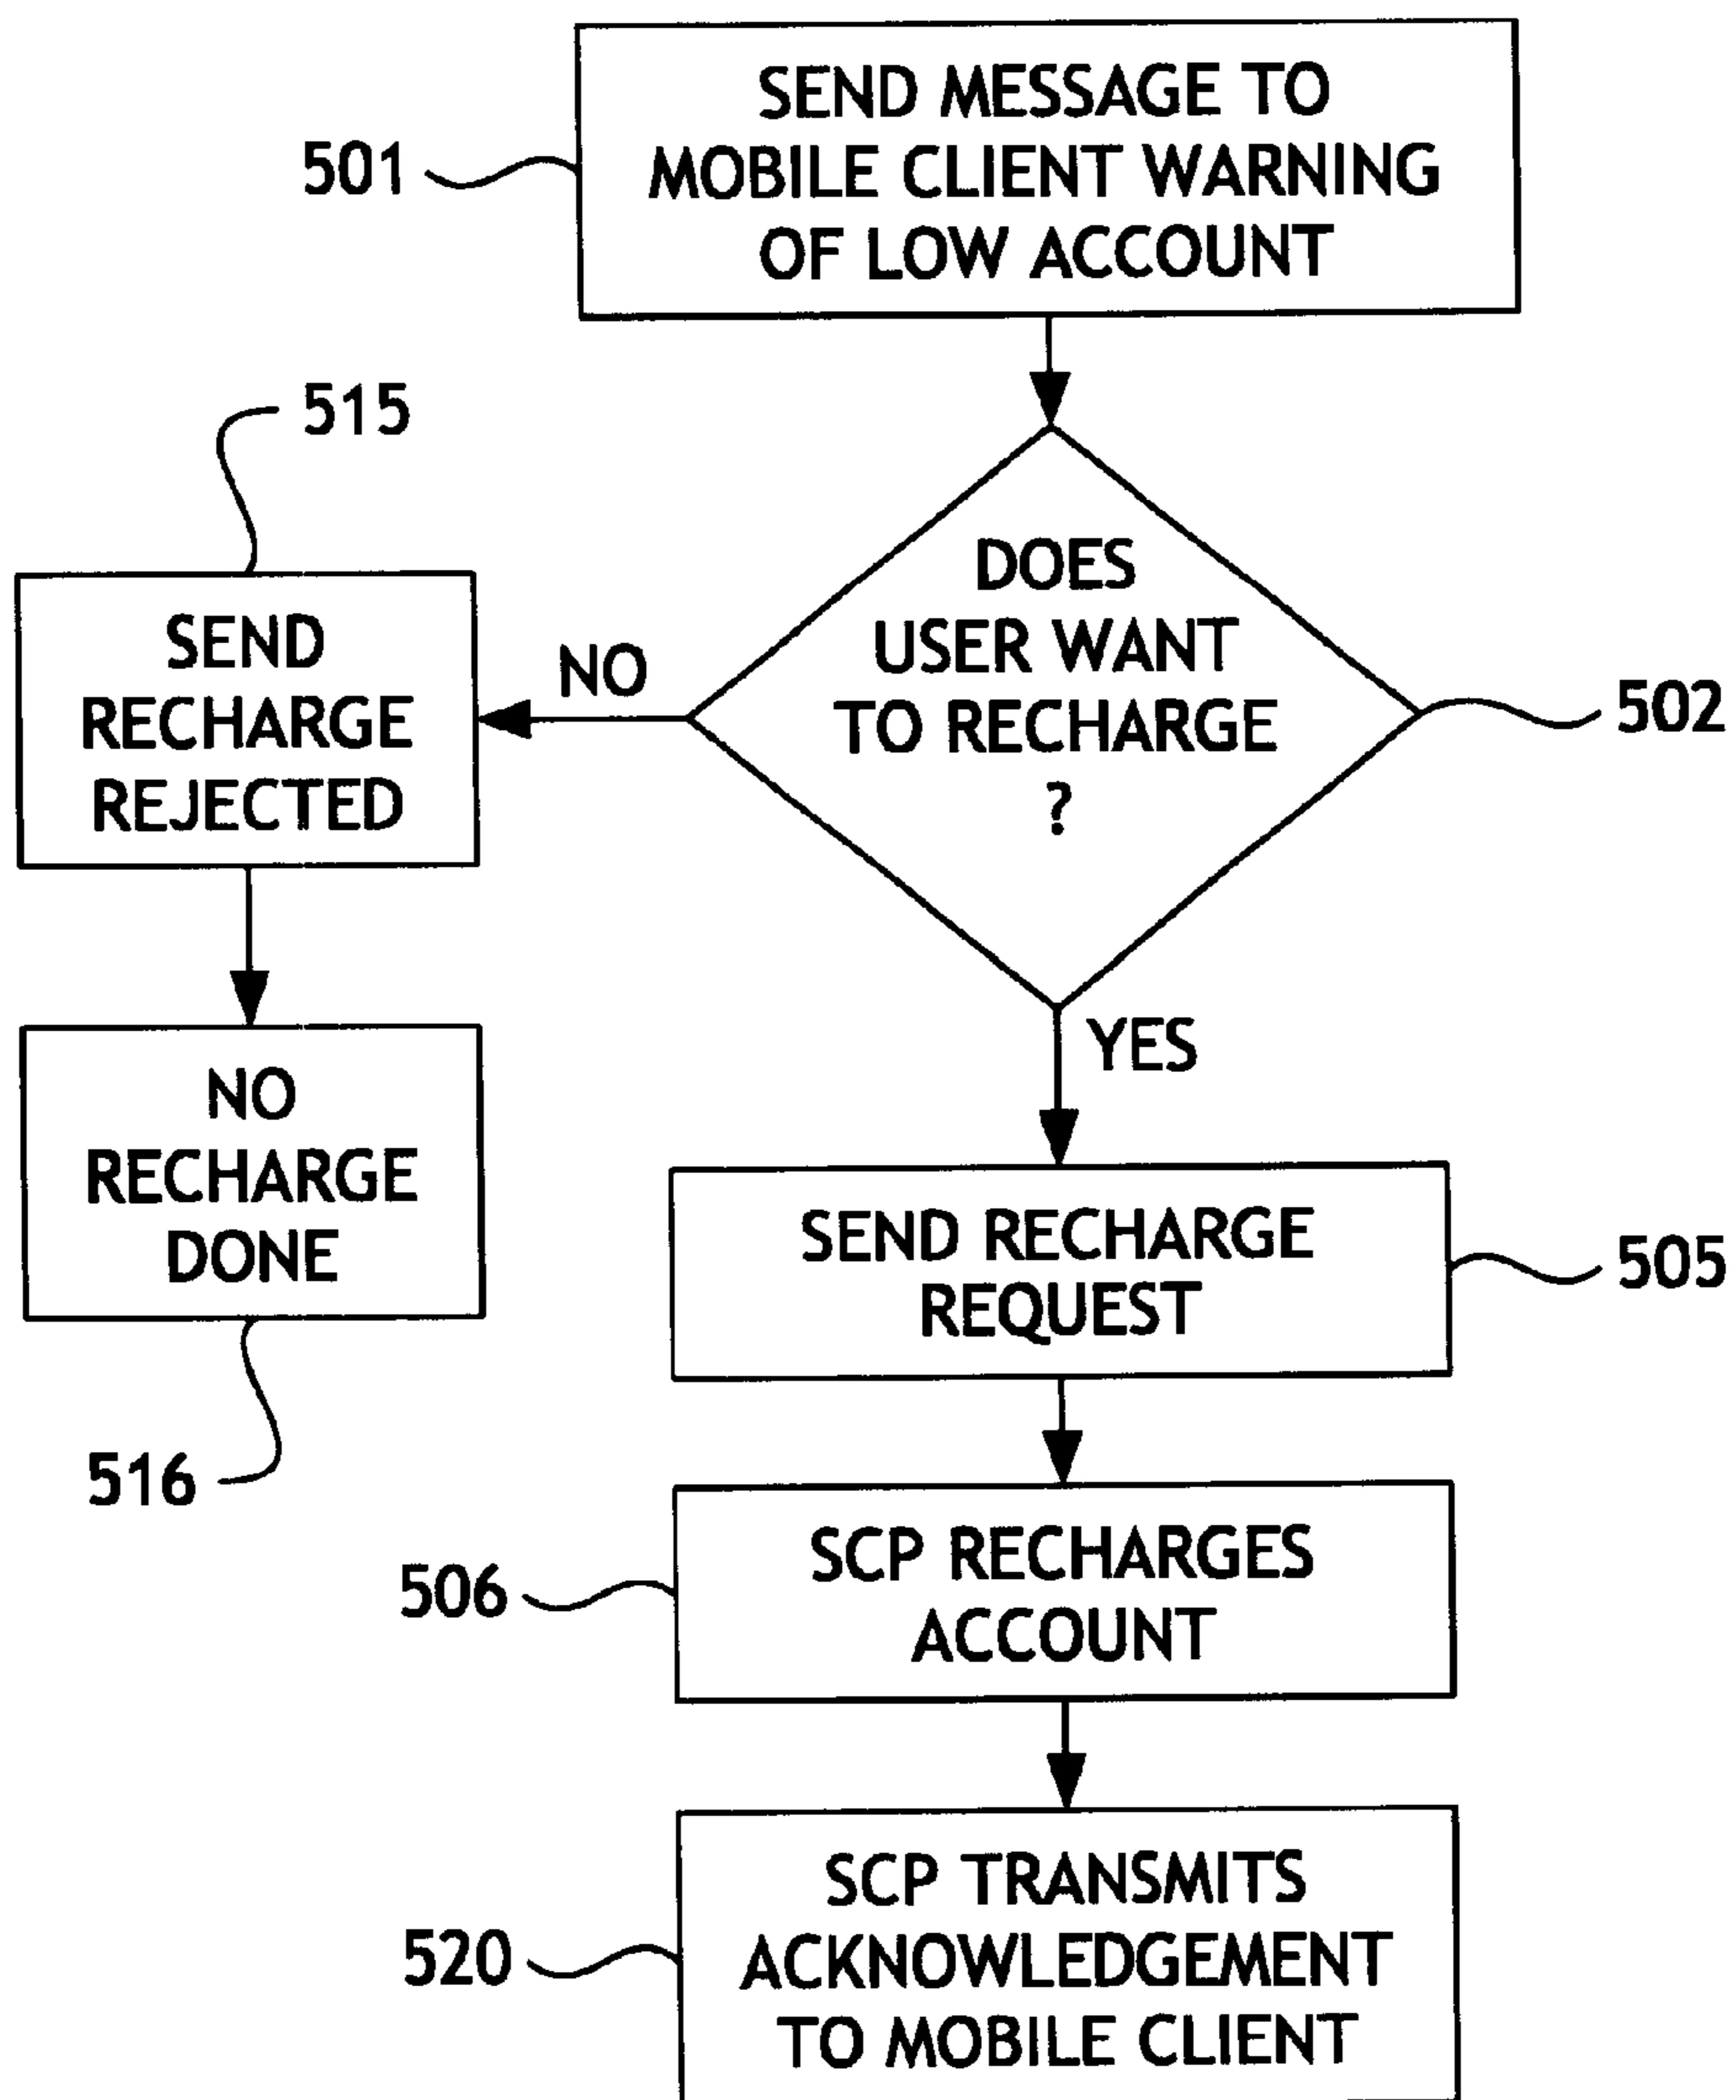 SEND MESSAGE TO
MOBILE CLIENT WARNING
OF LOW ACCOUNT
501
515
DOES
USER WANT
TO RECHARGE
?
502
NO
SEND
RECHARGE
REJECTED
YES
NO
RECHARGE
DONE
516
SEND RECHARGE
REQUEST
505
SCP RECHARGES
ACCOUNT
506
SCP TRANSMITS
ACKNOWLEDGEMENT
TO MOBILE CLIENT
520